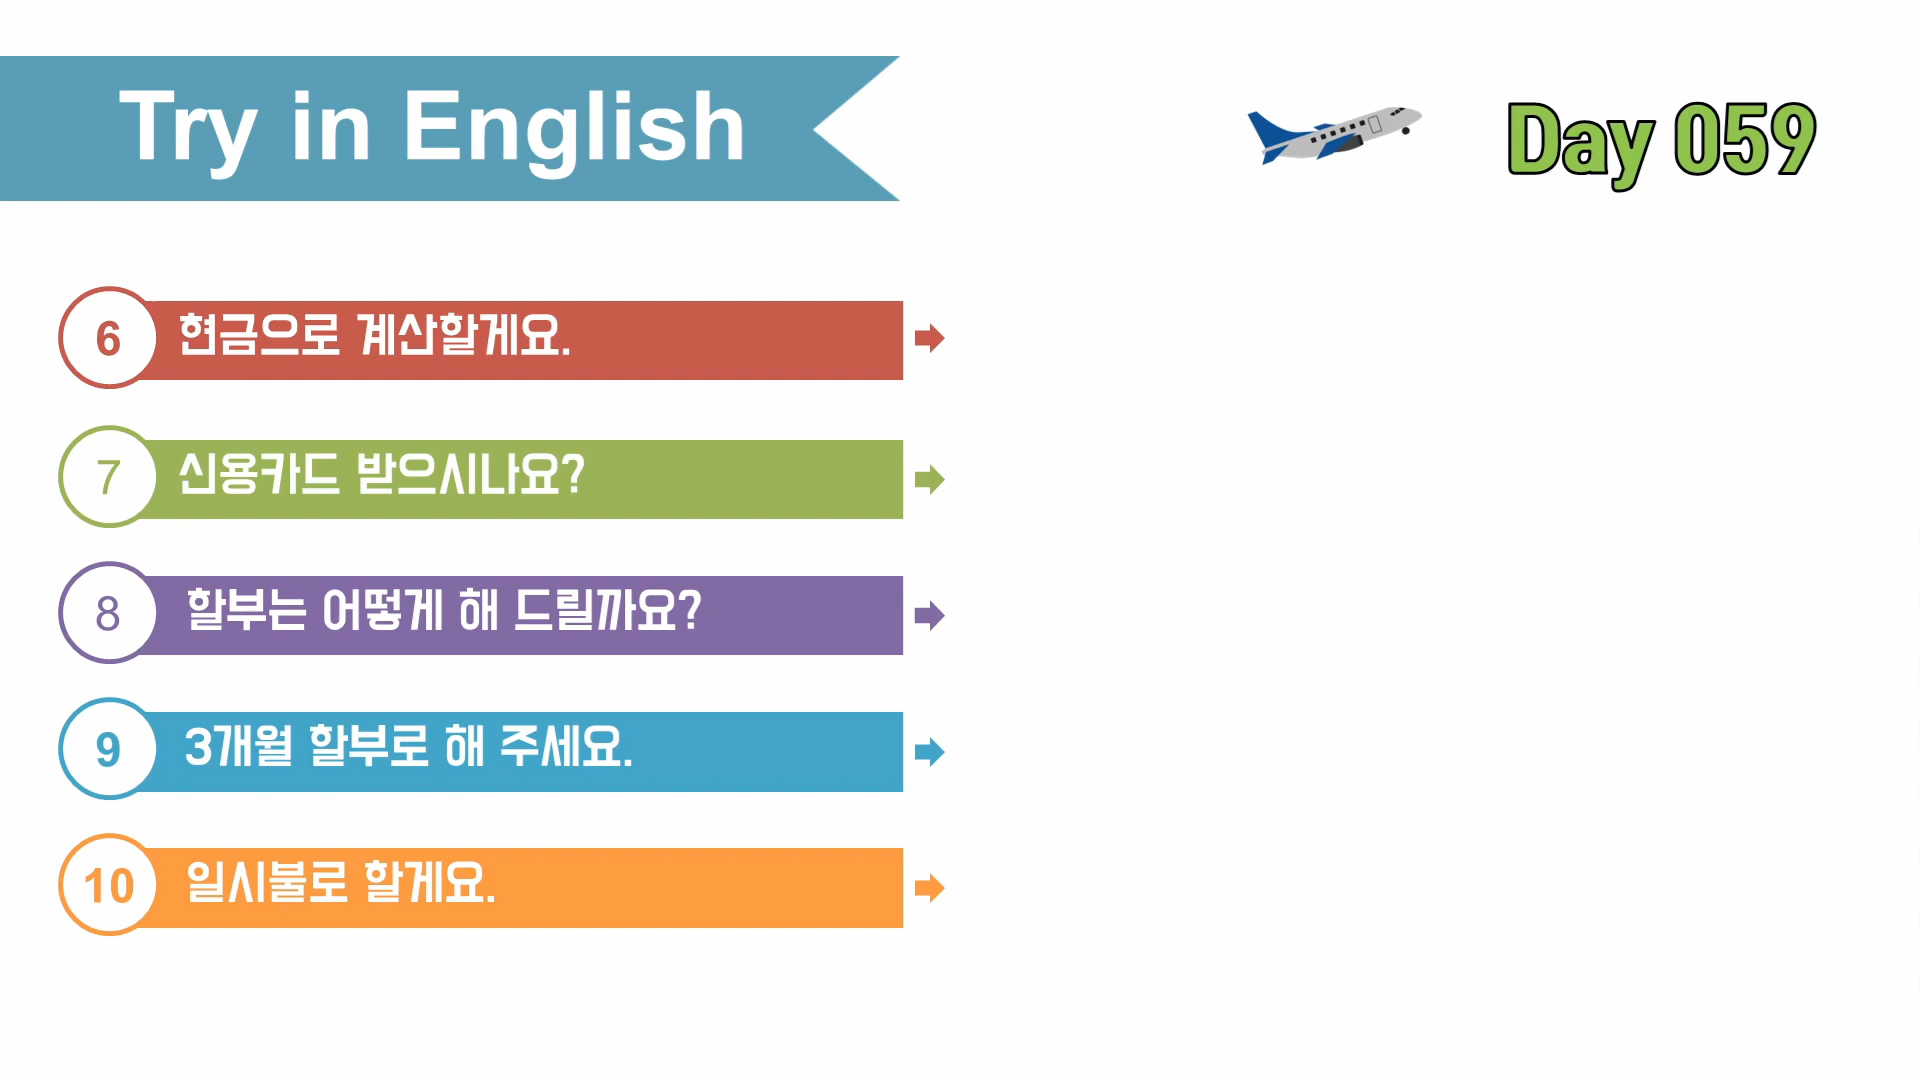 Try in English
Day 059
6 현금으로 계산할게요.
7 신용카드 받으시나요?
8 할부는 어떻게 해 드릴까요?
9 3개월 할부로 해 주세요.
10 일시불로 할게요.